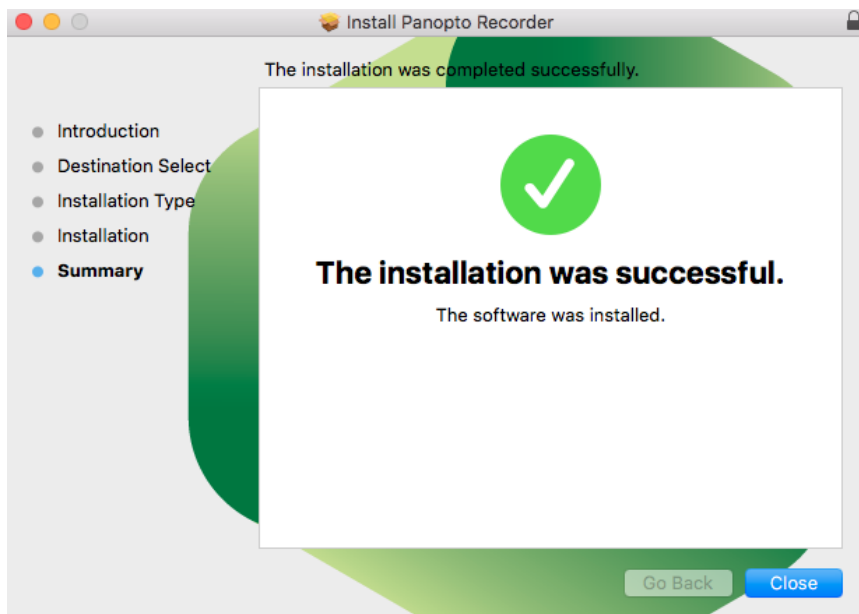 Install Panopto Recorder
The installation was completed successfully.
Introduction
Destination Select
Installation Type
Installation
Summary
The installation was successful.
The software was installed.
Go Back
Close